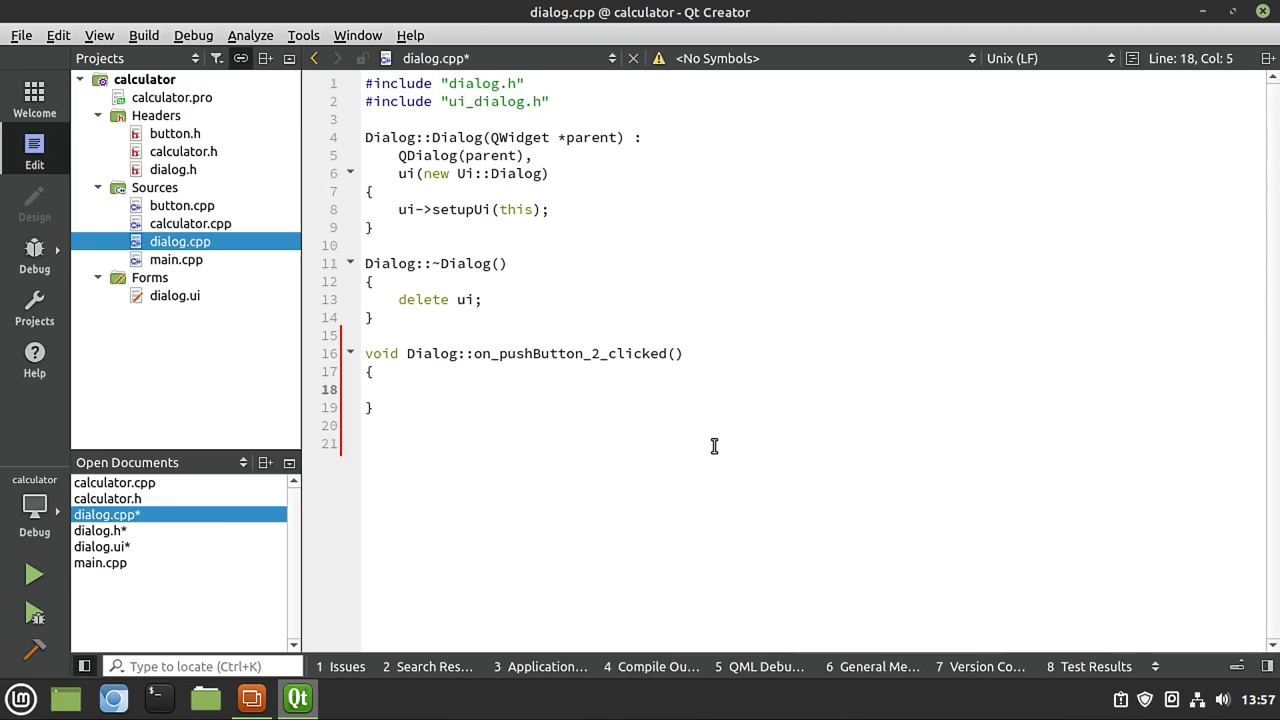 dialog.cpp @ calculator - Qt Creator
File Edit View Build Debug Analyze Tools Window Help
Projects dialog.cpp* <No Symbols> Unix (LF) Line: 18, Col: 5
Welcome
Edit
Design
Debug
Projects
Help
calculator
Debug
calculator
calculator.pro
Headers
button.h
calculator.h
dialog.h
Sources
button.cpp
calculator.cpp
dialog.cpp
main.cpp
Forms
dialog.ui
Open Documents
calculator.cpp
calculator.h
dialog.cpp*
dialog.h*
dialog.ui*
main.cpp
1 #include "dialog.h"
2 #include "ui_dialog.h"
3
4 Dialog::Dialog(QWidget *parent) :
5     QDialog(parent),
6     ui(new Ui::Dialog)
7 {
8     ui->setupUi(this);
9 }
10
11 Dialog::~Dialog()
12 {
13     delete ui;
14 }
15
16 void Dialog::on_pushButton_2_clicked()
17 {
18
19 }
20
21
Type to locate (Ctrl+K) 1 Issues 2 Search Res... 3 Application... 4 Compile Ou... 5 QML Debu... 6 General Me... 7 Version Co... 8 Test Results
13:57